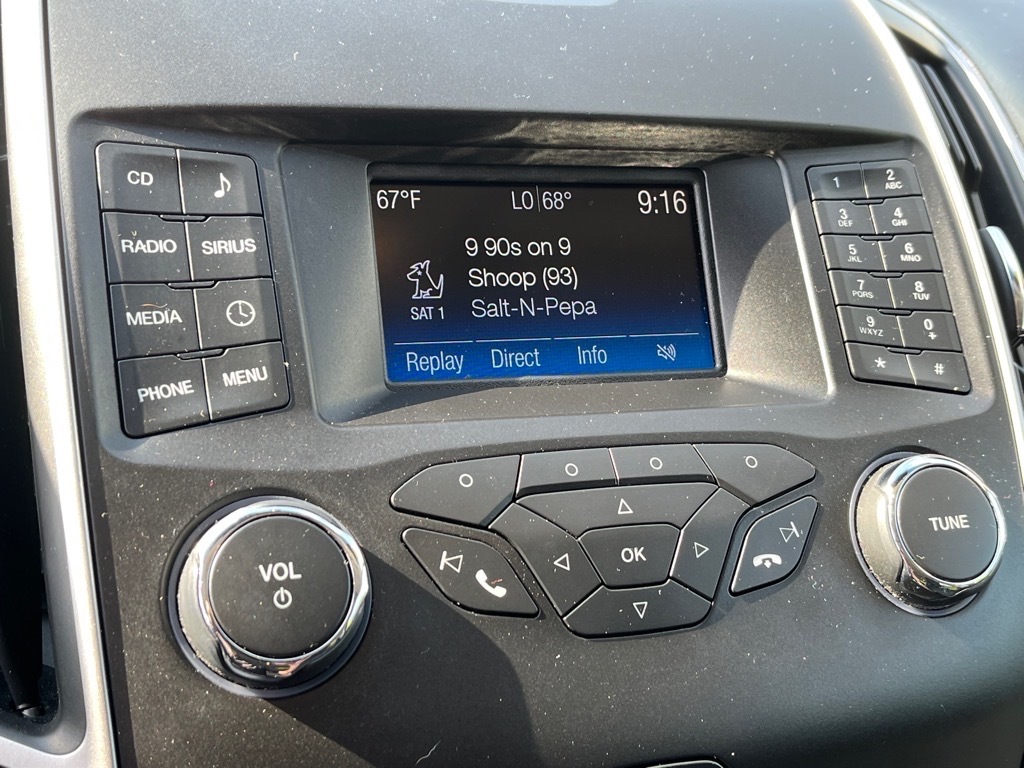 67°F LO 68° 9:16
9 90s on 9
Shoop (93)
SAT 1 Salt-N-Pepa
Replay Direct Info
CD
RADIO SIRIUS
MEDIA
PHONE MENU
1 2 ABC
3 DEF 4 GHI
5 JKL 6 MNO
7 PQRS 8 TUV
9 WXYZ 0 +
* #
OK
VOL
TUNE